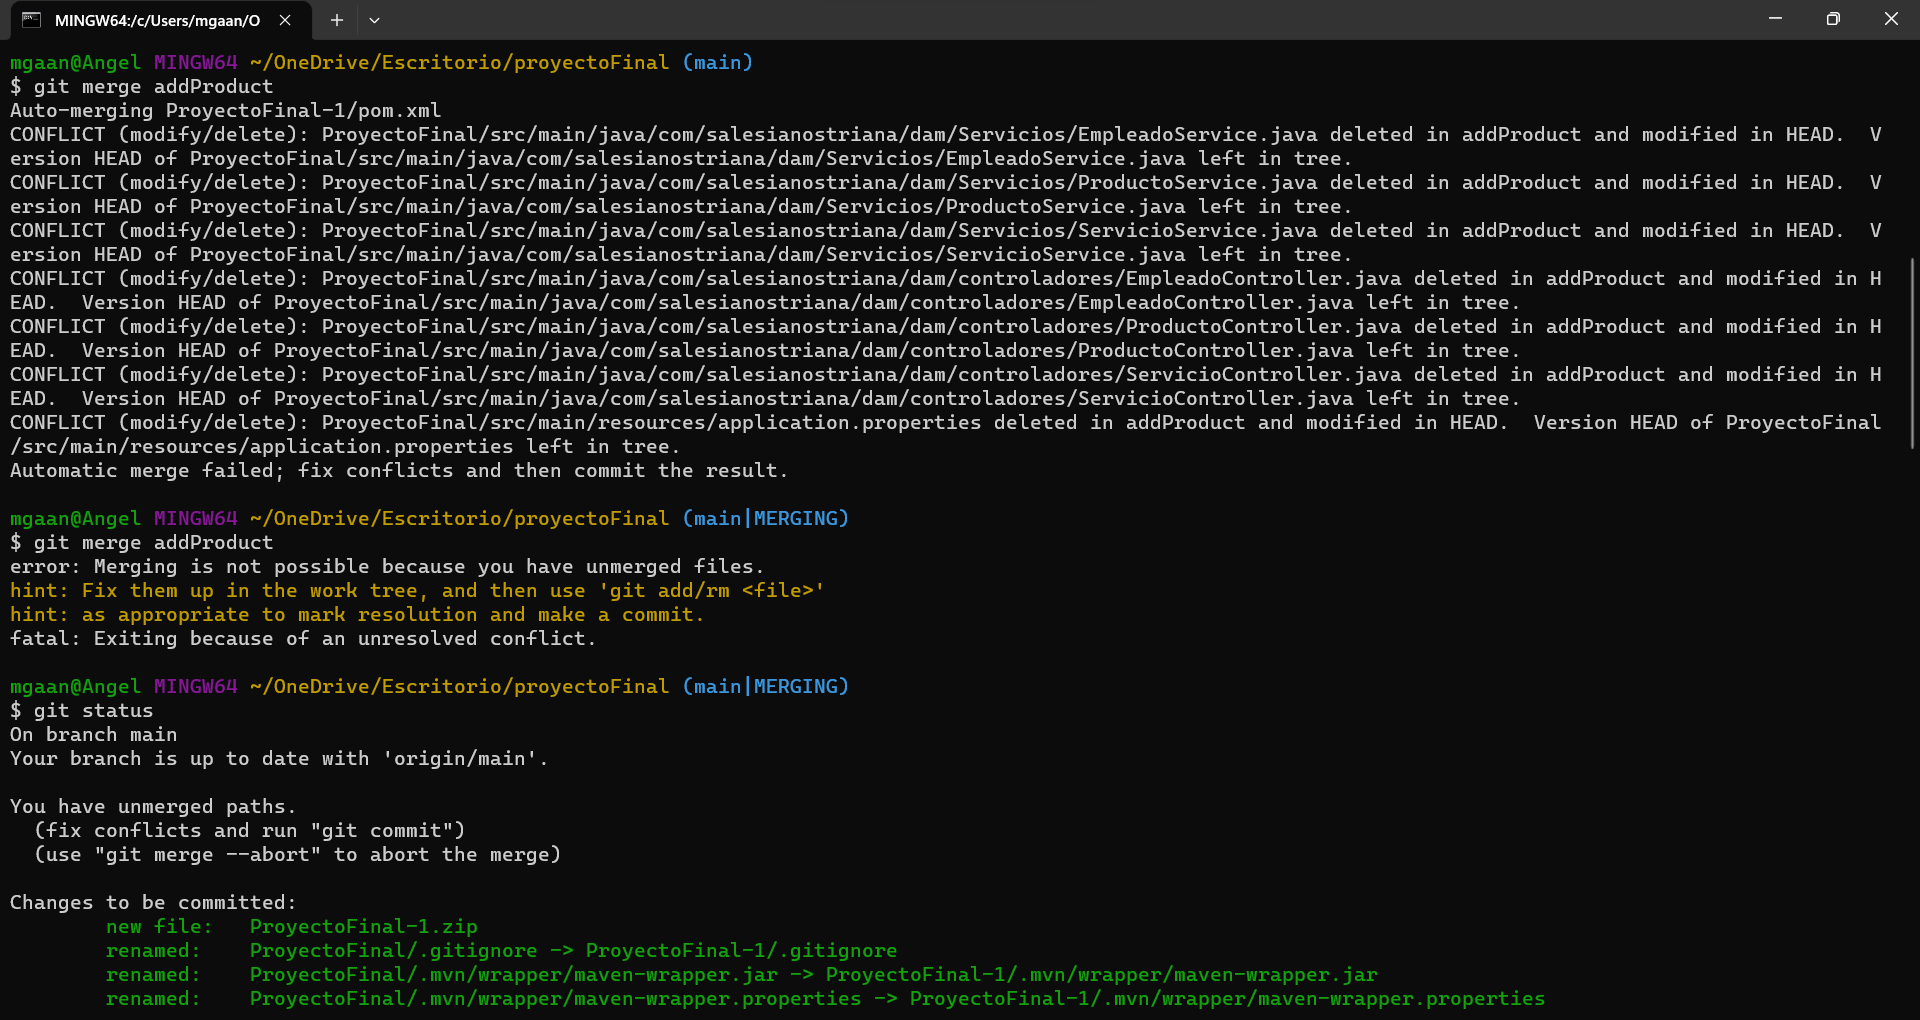 MINGW64:/c/Users/mgaan/O
mgaan@Angel MINGW64 ~/OneDrive/Escritorio/proyectoFinal (main)
$ git merge addProduct
Auto-merging ProyectoFinal-1/pom.xml
CONFLICT (modify/delete): ProyectoFinal/src/main/java/com/salesianostriana/dam/Servicios/EmpleadoService.java deleted in addProduct and modified in HEAD.  V
ersion HEAD of ProyectoFinal/src/main/java/com/salesianostriana/dam/Servicios/EmpleadoService.java left in tree.
CONFLICT (modify/delete): ProyectoFinal/src/main/java/com/salesianostriana/dam/Servicios/ProductoService.java deleted in addProduct and modified in HEAD.  V
ersion HEAD of ProyectoFinal/src/main/java/com/salesianostriana/dam/Servicios/ProductoService.java left in tree.
CONFLICT (modify/delete): ProyectoFinal/src/main/java/com/salesianostriana/dam/Servicios/ServicioService.java deleted in addProduct and modified in HEAD.  V
ersion HEAD of ProyectoFinal/src/main/java/com/salesianostriana/dam/Servicios/ServicioService.java left in tree.
CONFLICT (modify/delete): ProyectoFinal/src/main/java/com/salesianostriana/dam/controladores/EmpleadoController.java deleted in addProduct and modified in H
EAD.  Version HEAD of ProyectoFinal/src/main/java/com/salesianostriana/dam/controladores/EmpleadoController.java left in tree.
CONFLICT (modify/delete): ProyectoFinal/src/main/java/com/salesianostriana/dam/controladores/ProductoController.java deleted in addProduct and modified in H
EAD.  Version HEAD of ProyectoFinal/src/main/java/com/salesianostriana/dam/controladores/ProductoController.java left in tree.
CONFLICT (modify/delete): ProyectoFinal/src/main/java/com/salesianostriana/dam/controladores/ServicioController.java deleted in addProduct and modified in H
EAD.  Version HEAD of ProyectoFinal/src/main/java/com/salesianostriana/dam/controladores/ServicioController.java left in tree.
CONFLICT (modify/delete): ProyectoFinal/src/main/resources/application.properties deleted in addProduct and modified in HEAD.  Version HEAD of ProyectoFinal
/src/main/resources/application.properties left in tree.
Automatic merge failed; fix conflicts and then commit the result.
mgaan@Angel MINGW64 ~/OneDrive/Escritorio/proyectoFinal (main|MERGING)
$ git merge addProduct
error: Merging is not possible because you have unmerged files.
hint: Fix them up in the work tree, and then use 'git add/rm <file>'
hint: as appropriate to mark resolution and make a commit.
fatal: Exiting because of an unresolved conflict.
mgaan@Angel MINGW64 ~/OneDrive/Escritorio/proyectoFinal (main|MERGING)
$ git status
On branch main
Your branch is up to date with 'origin/main'.
You have unmerged paths.
  (fix conflicts and run "git commit")
  (use "git merge --abort" to abort the merge)
Changes to be committed:
        new file:   ProyectoFinal-1.zip
        renamed:    ProyectoFinal/.gitignore -> ProyectoFinal-1/.gitignore
        renamed:    ProyectoFinal/.mvn/wrapper/maven-wrapper.jar -> ProyectoFinal-1/.mvn/wrapper/maven-wrapper.jar
        renamed:    ProyectoFinal/.mvn/wrapper/maven-wrapper.properties -> ProyectoFinal-1/.mvn/wrapper/maven-wrapper.properties